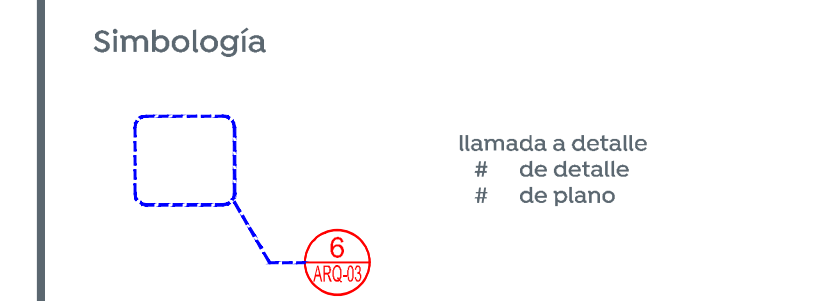 Simbología
llamada a detalle
# de detalle
# de plano
6
ARQ-03